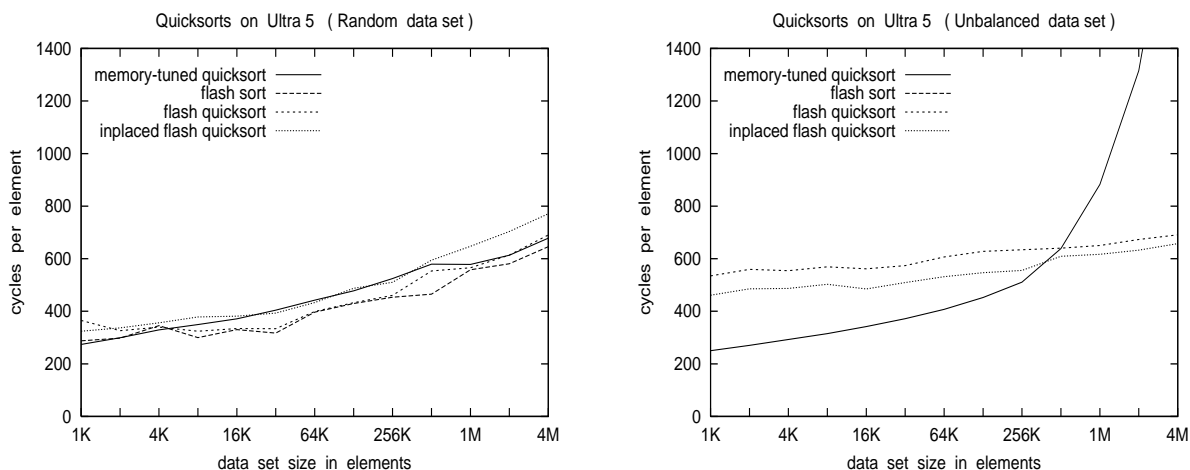 Quicksorts on Ultra 5 ( Random data set )
1400
1200
1000
800
600
400
200
0
cycles per element
memory-tuned quicksort
flash sort
flash quicksort
inplaced flash quicksort
1K 4K 16K 64K 256K 1M 4M
data set size in elements
Quicksorts on Ultra 5 ( Unbalanced data set )
1400
1200
1000
800
600
400
200
0
cycles per element
memory-tuned quicksort
flash sort
flash quicksort
inplaced flash quicksort
1K 4K 16K 64K 256K 1M 4M
data set size in elements